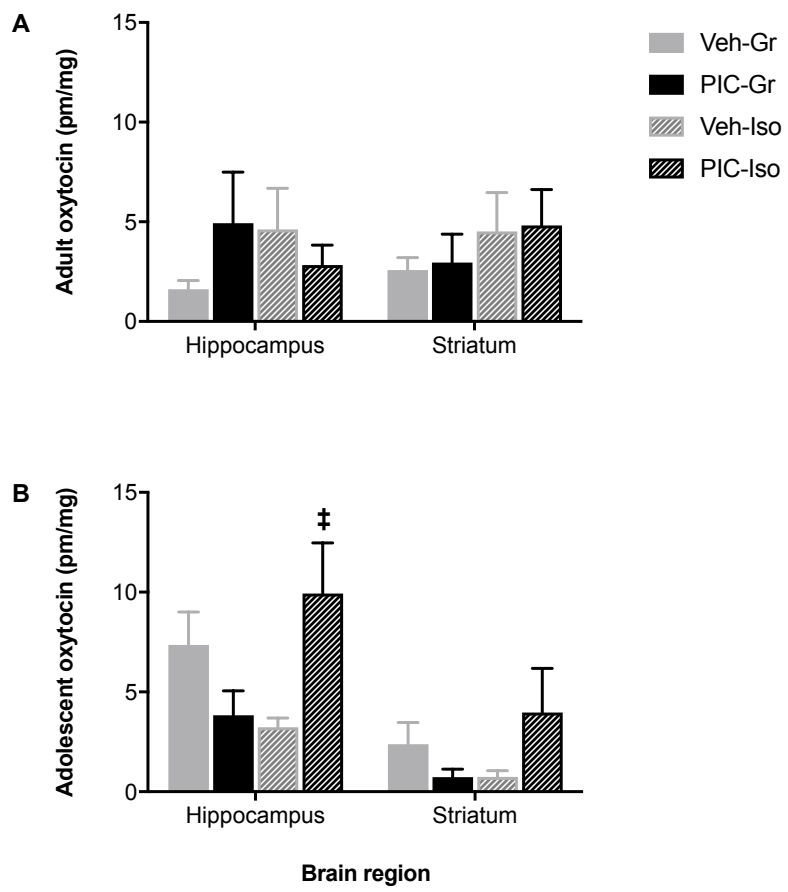 A
Adult oxytocin (pm/mg)
15
10
5
0
Hippocampus
Striatum
Veh-Gr
PIC-Gr
Veh-Iso
PIC-Iso
B
Adolescent oxytocin (pm/mg)
15
10
5
0
‡
Hippocampus
Striatum
Brain region